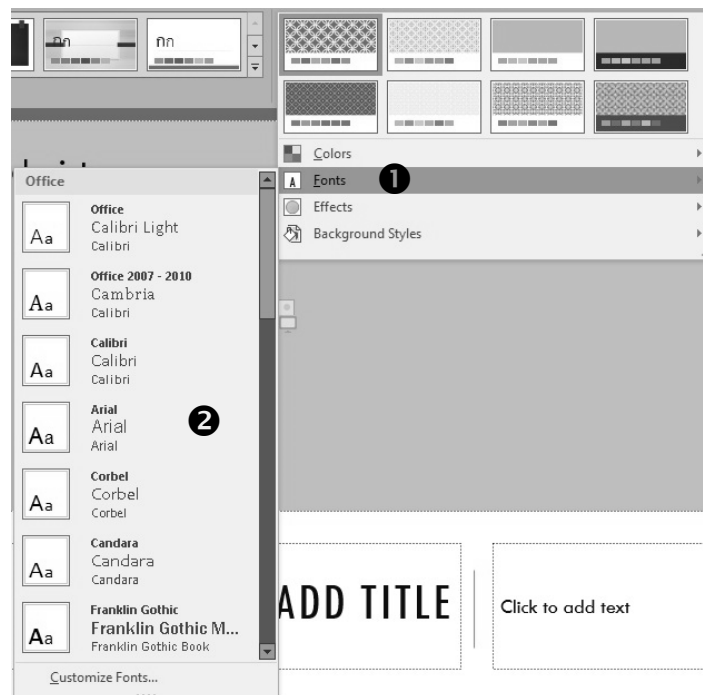 กก
กก
Colors
Fonts
❶
Effects
Background Styles
Office
Aa
Office
Calibri Light
Calibri
Aa
Office 2007 - 2010
Cambria
Calibri
Aa
Calibri
Calibri
Calibri
Aa
Arial
Arial
Arial
❷
Aa
Corbel
Corbel
Corbel
Aa
Candara
Candara
Candara
Aa
Franklin Gothic
Franklin Gothic M...
Franklin Gothic Book
Customize Fonts...
ADD TITLE
Click to add text